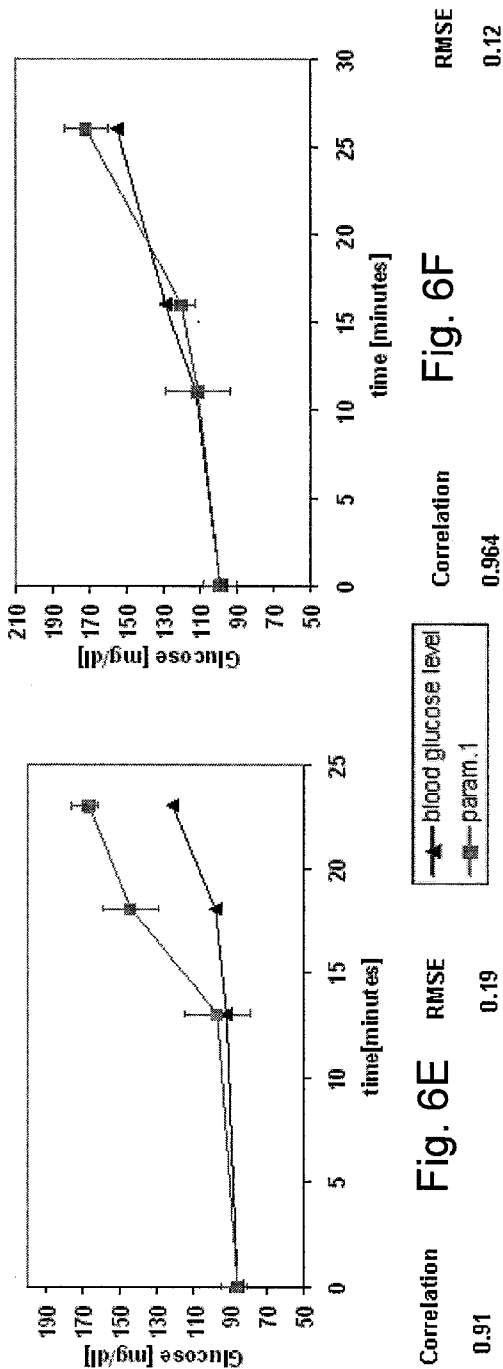 Glucose [mg/dl]
190
170
150
130
110
90
70
50
0 5 10 15 20 25
time[minutes]
Correlation
0.91
Fig. 6E
RMSE
0.19
blood glucose level
param.1
Glucose [mg/dl]
210
190
170
150
130
110
90
70
50
0 5 10 15 20 25 30
time [minutes]
Correlation
0.964
Fig. 6F
RMSE
0.12